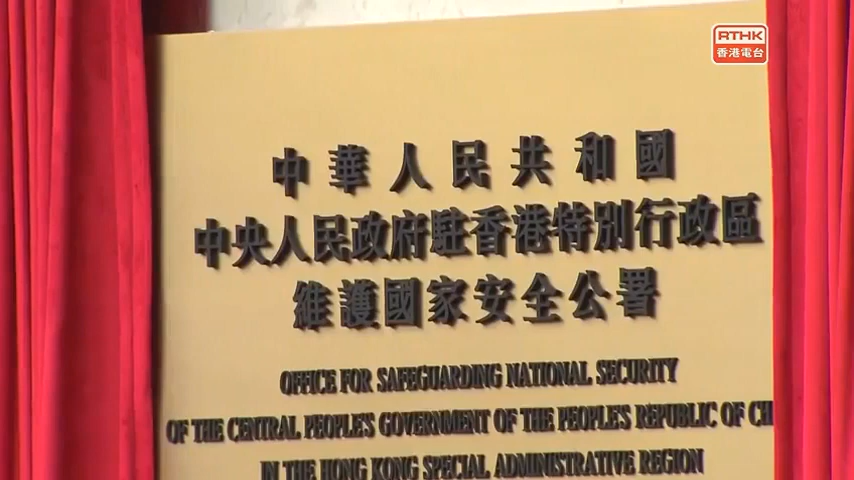 RTHK
香港電台
中華人民共和國
中央人民政府駐香港特別行政區
維護國家安全公署
OFFICE FOR SAFEGUARDING NATIONAL SECURITY
OF THE CENTRAL PEOPLE'S GOVERNMENT OF THE PEOPLE'S REPUBLIC OF
IN THE HONG KONG SPECIAL ADMINISTRATIVE REGION